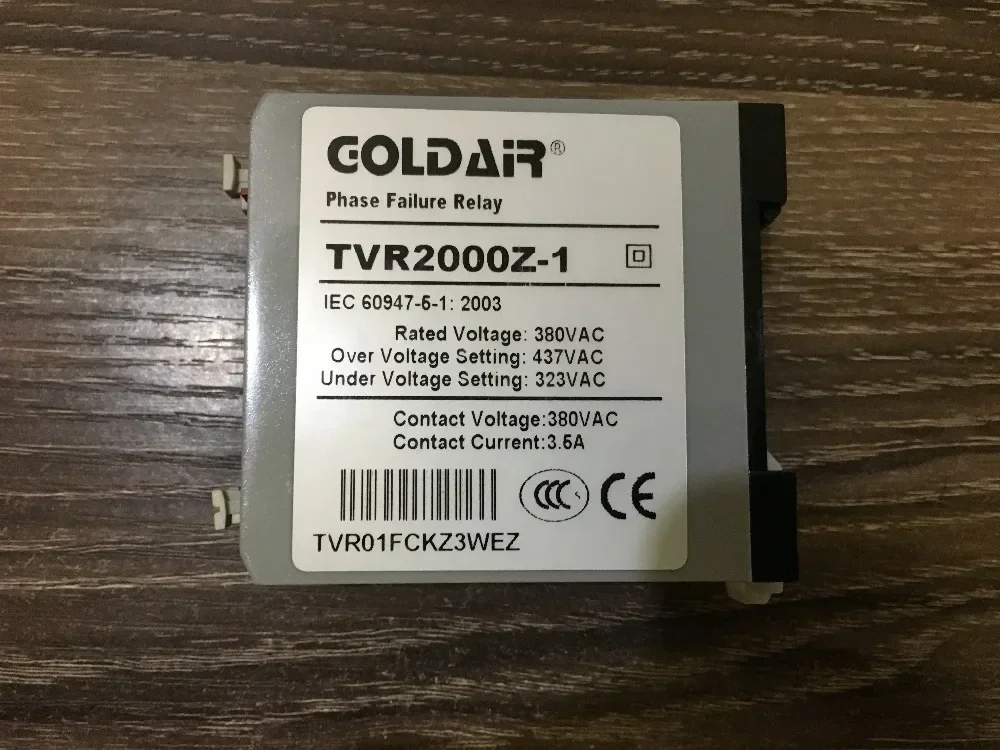 GOLDAiR®
Phase Failure Relay
TVR2000Z-1
IEC 60947-5-1: 2003
Rated Voltage: 380VAC
Over Voltage Setting: 437VAC
Under Voltage Setting: 323VAC
Contact Voltage:380VAC
Contact Current:3.5A
CCC S CE
TVR01FCKZ3WEZ